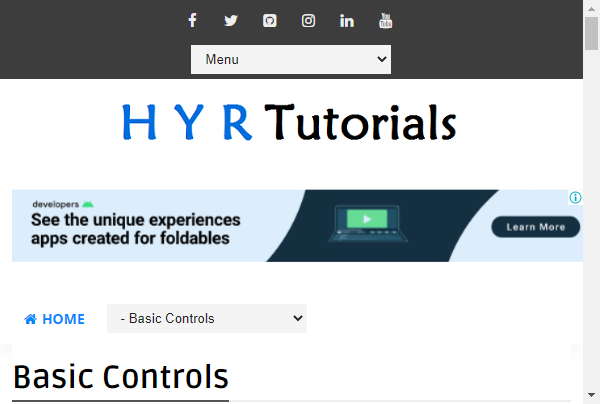 Menu
H Y R Tutorials
developers
See the unique experiences
apps created for foldables
Learn More
HOME
- Basic Controls
Basic Controls